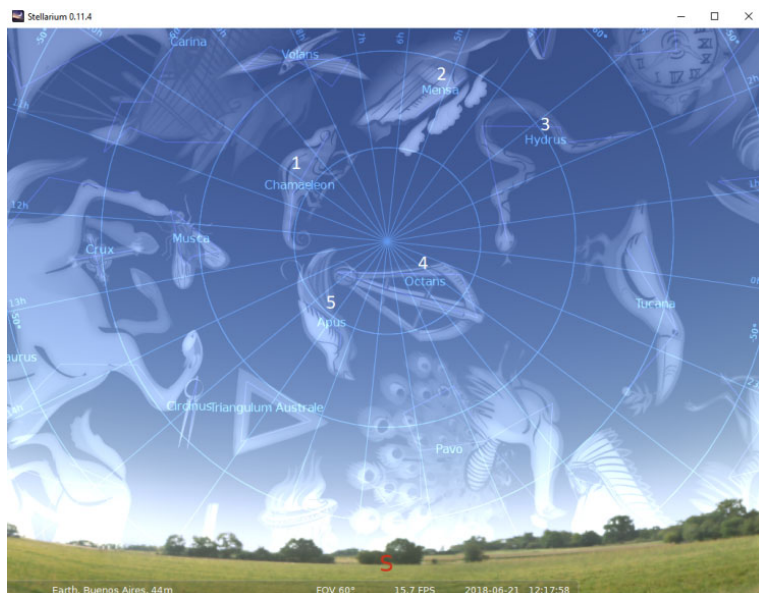 Stellarium 0.11.4
Carina
Volans
2
Mensa
3
Hydrus
1
Chamaeleon
12h
Crux
Musca
4
Octans
5
Apus
Tucana
13h
Circinus
Triangulum Australe
Pavo
S
Earth, Buenos Aires, 44m
FOV 60°
15.7 FPS
2018-06-21 12:17:58